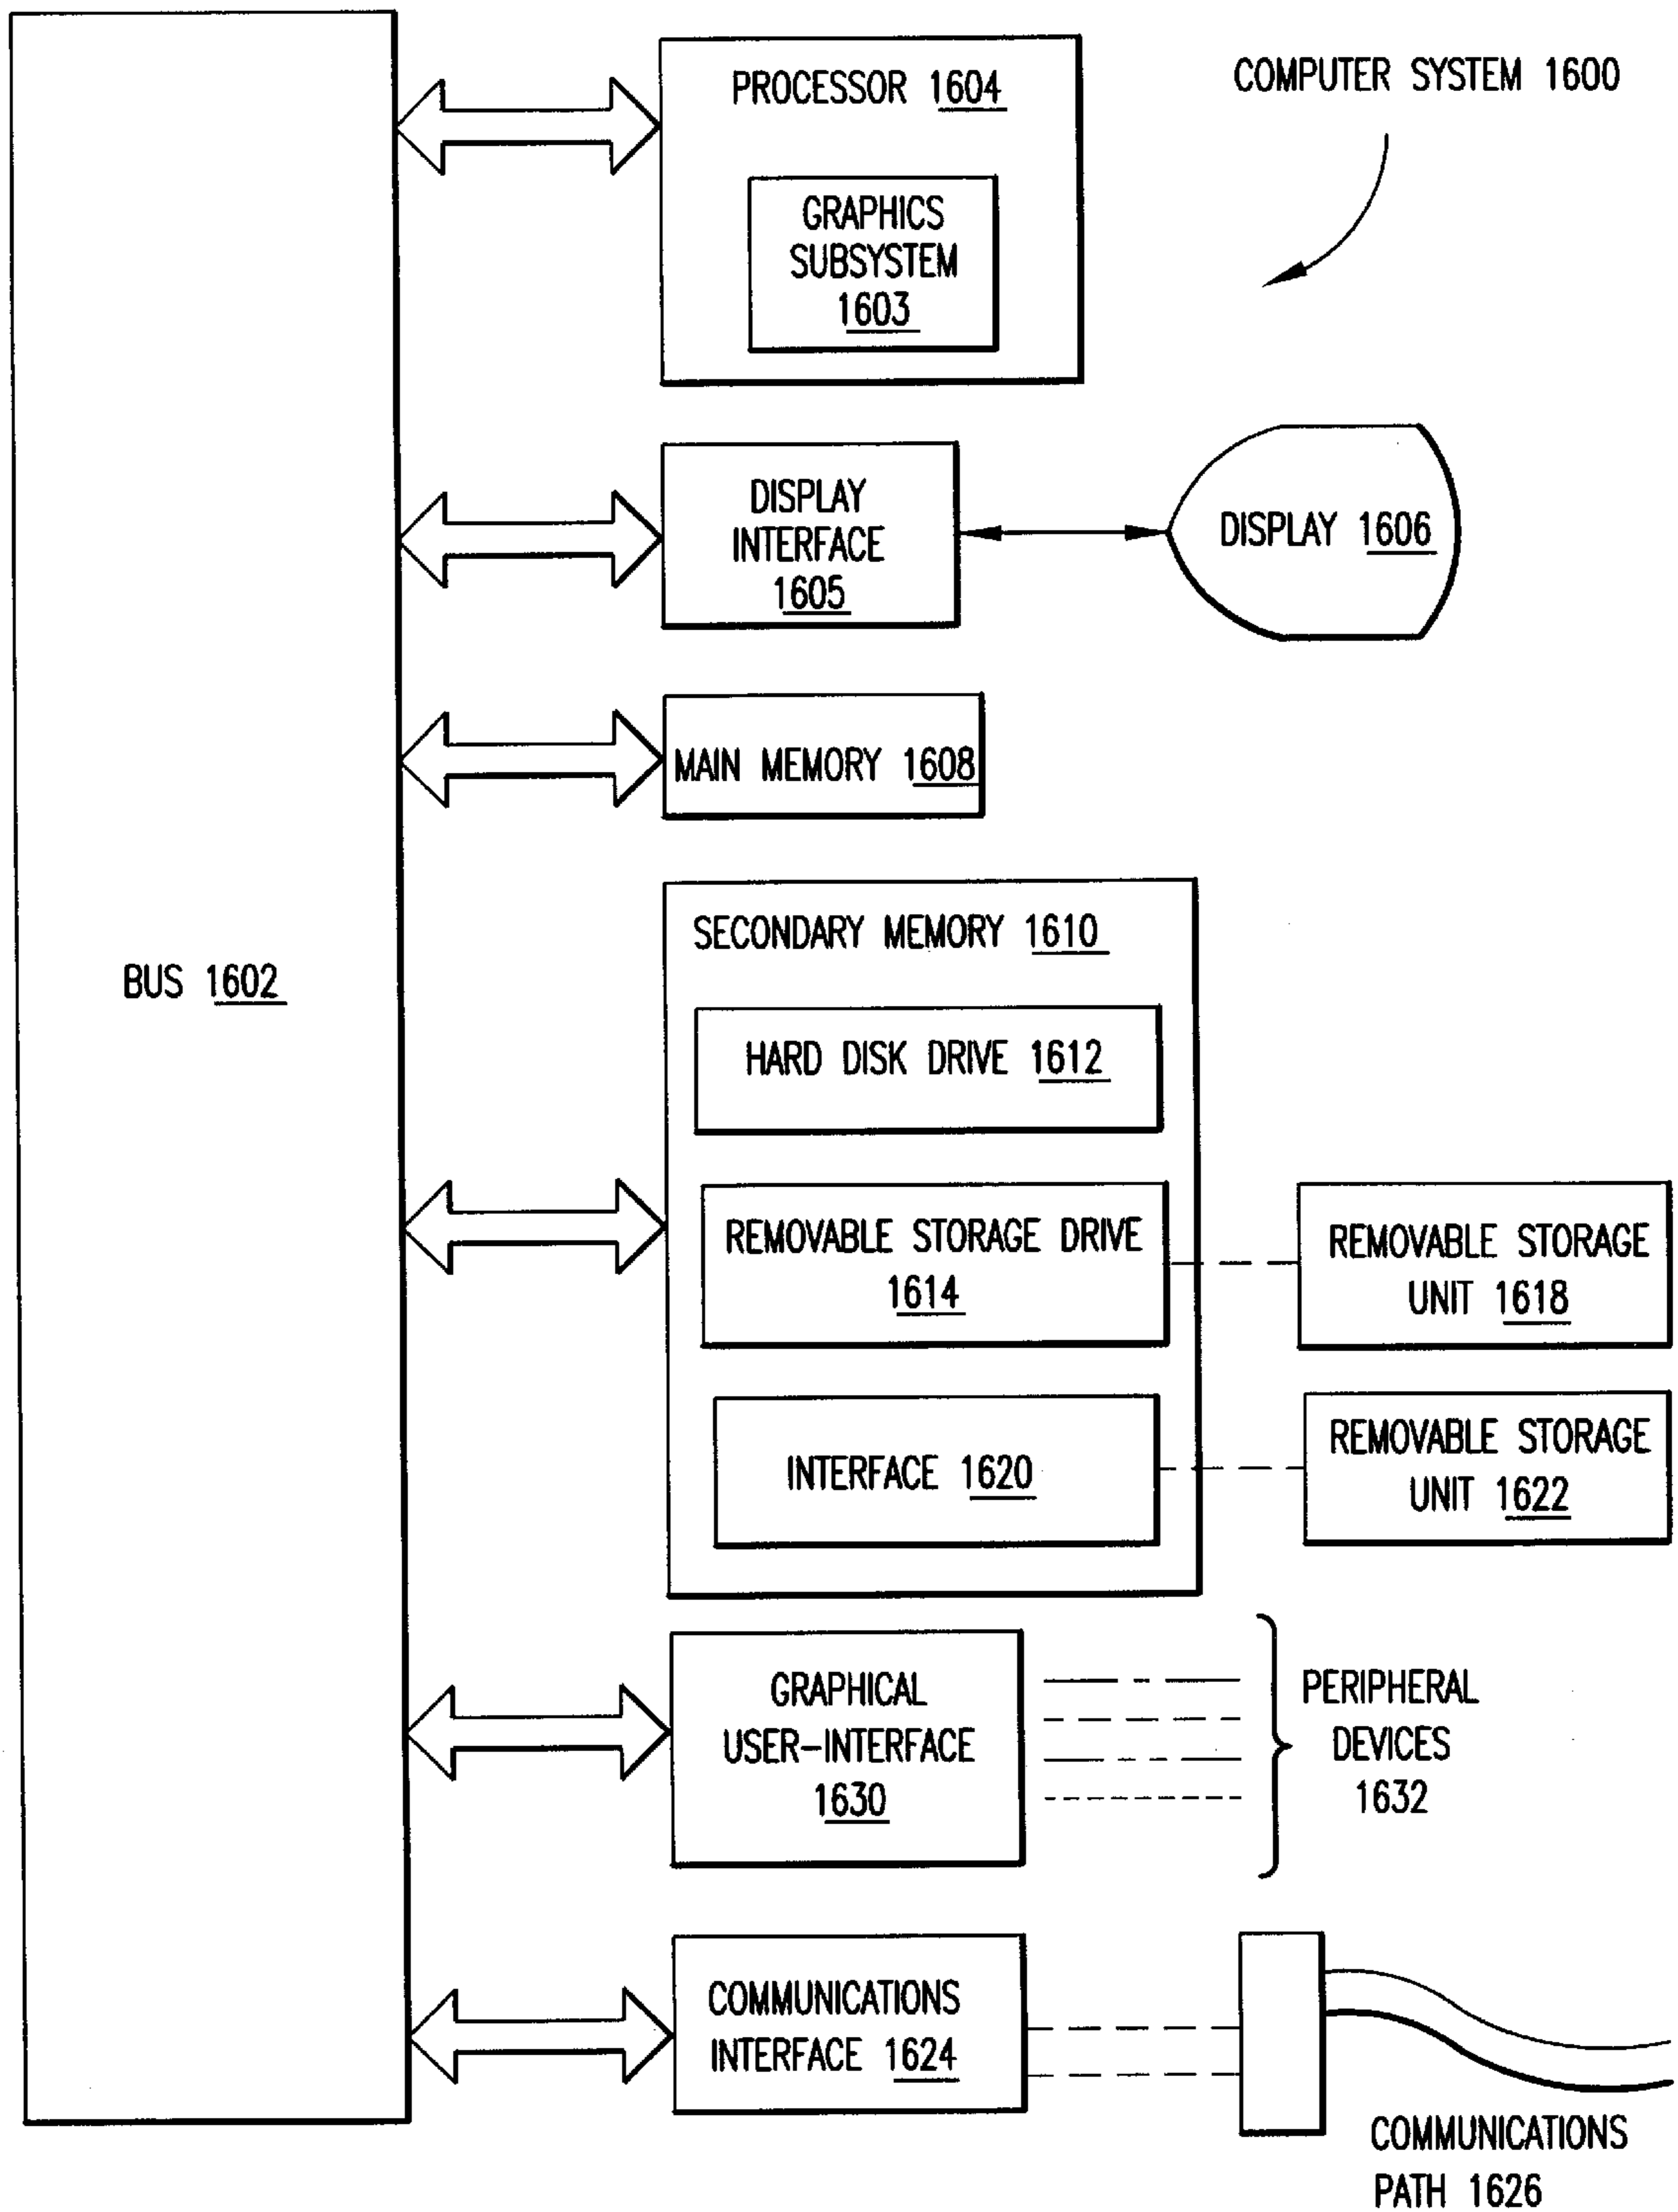 COMPUTER SYSTEM 1600
PROCESSOR 1604
GRAPHICS
SUBSYSTEM
1603
DISPLAY
INTERFACE
1605
DISPLAY 1606
MAIN MEMORY 1608
BUS 1602
SECONDARY MEMORY 1610
HARD DISK DRIVE 1612
REMOVABLE STORAGE DRIVE
1614
REMOVABLE STORAGE
UNIT 1618
INTERFACE 1620
REMOVABLE STORAGE
UNIT 1622
GRAPHICAL
USER-INTERFACE
1630
PERIPHERAL
DEVICES
1632
COMMUNICATIONS
INTERFACE 1624
COMMUNICATIONS
PATH 1626